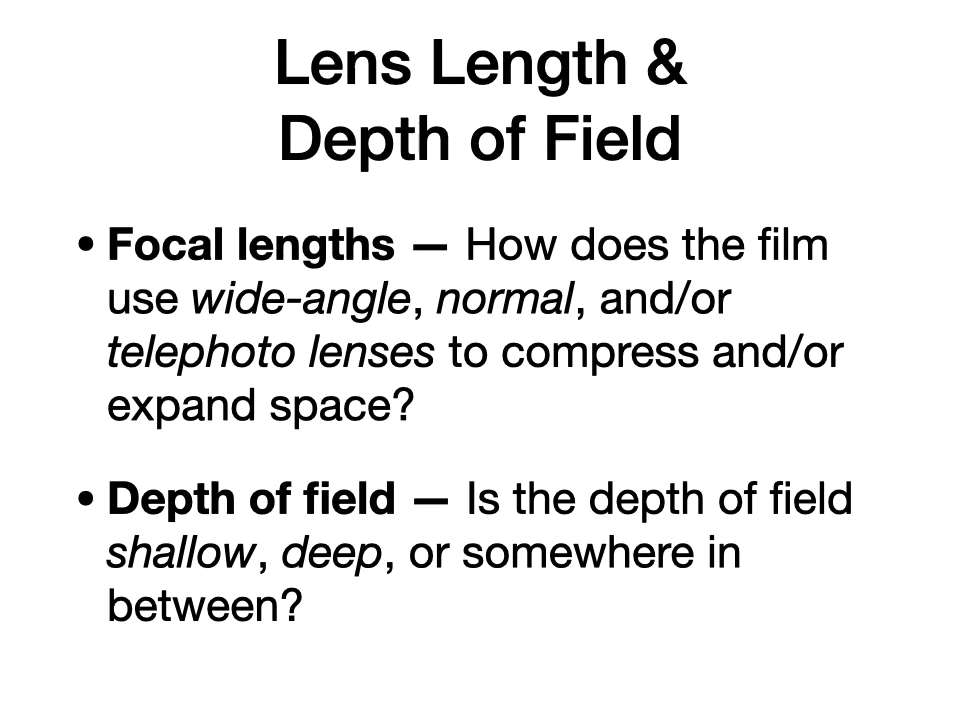 Lens Length &
Depth of Field
• Focal lengths — How does the film
use wide-angle, normal, and/or
telephoto lenses to compress and/or
expand space?
• Depth of field — Is the depth of field
shallow, deep, or somewhere in
between?